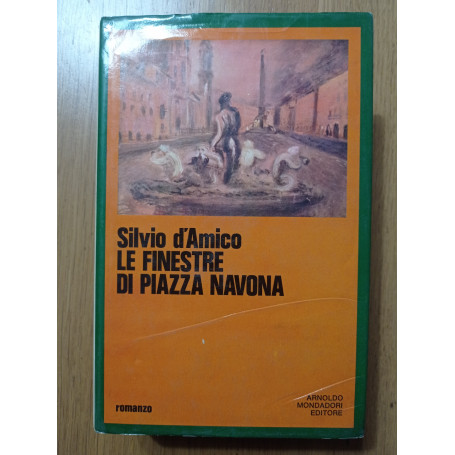 Silvio d'Amico
LE FINESTRE
DI PIAZZA NAVONA
romanzo
ARNOLDO
MONDADORI
EDITORE